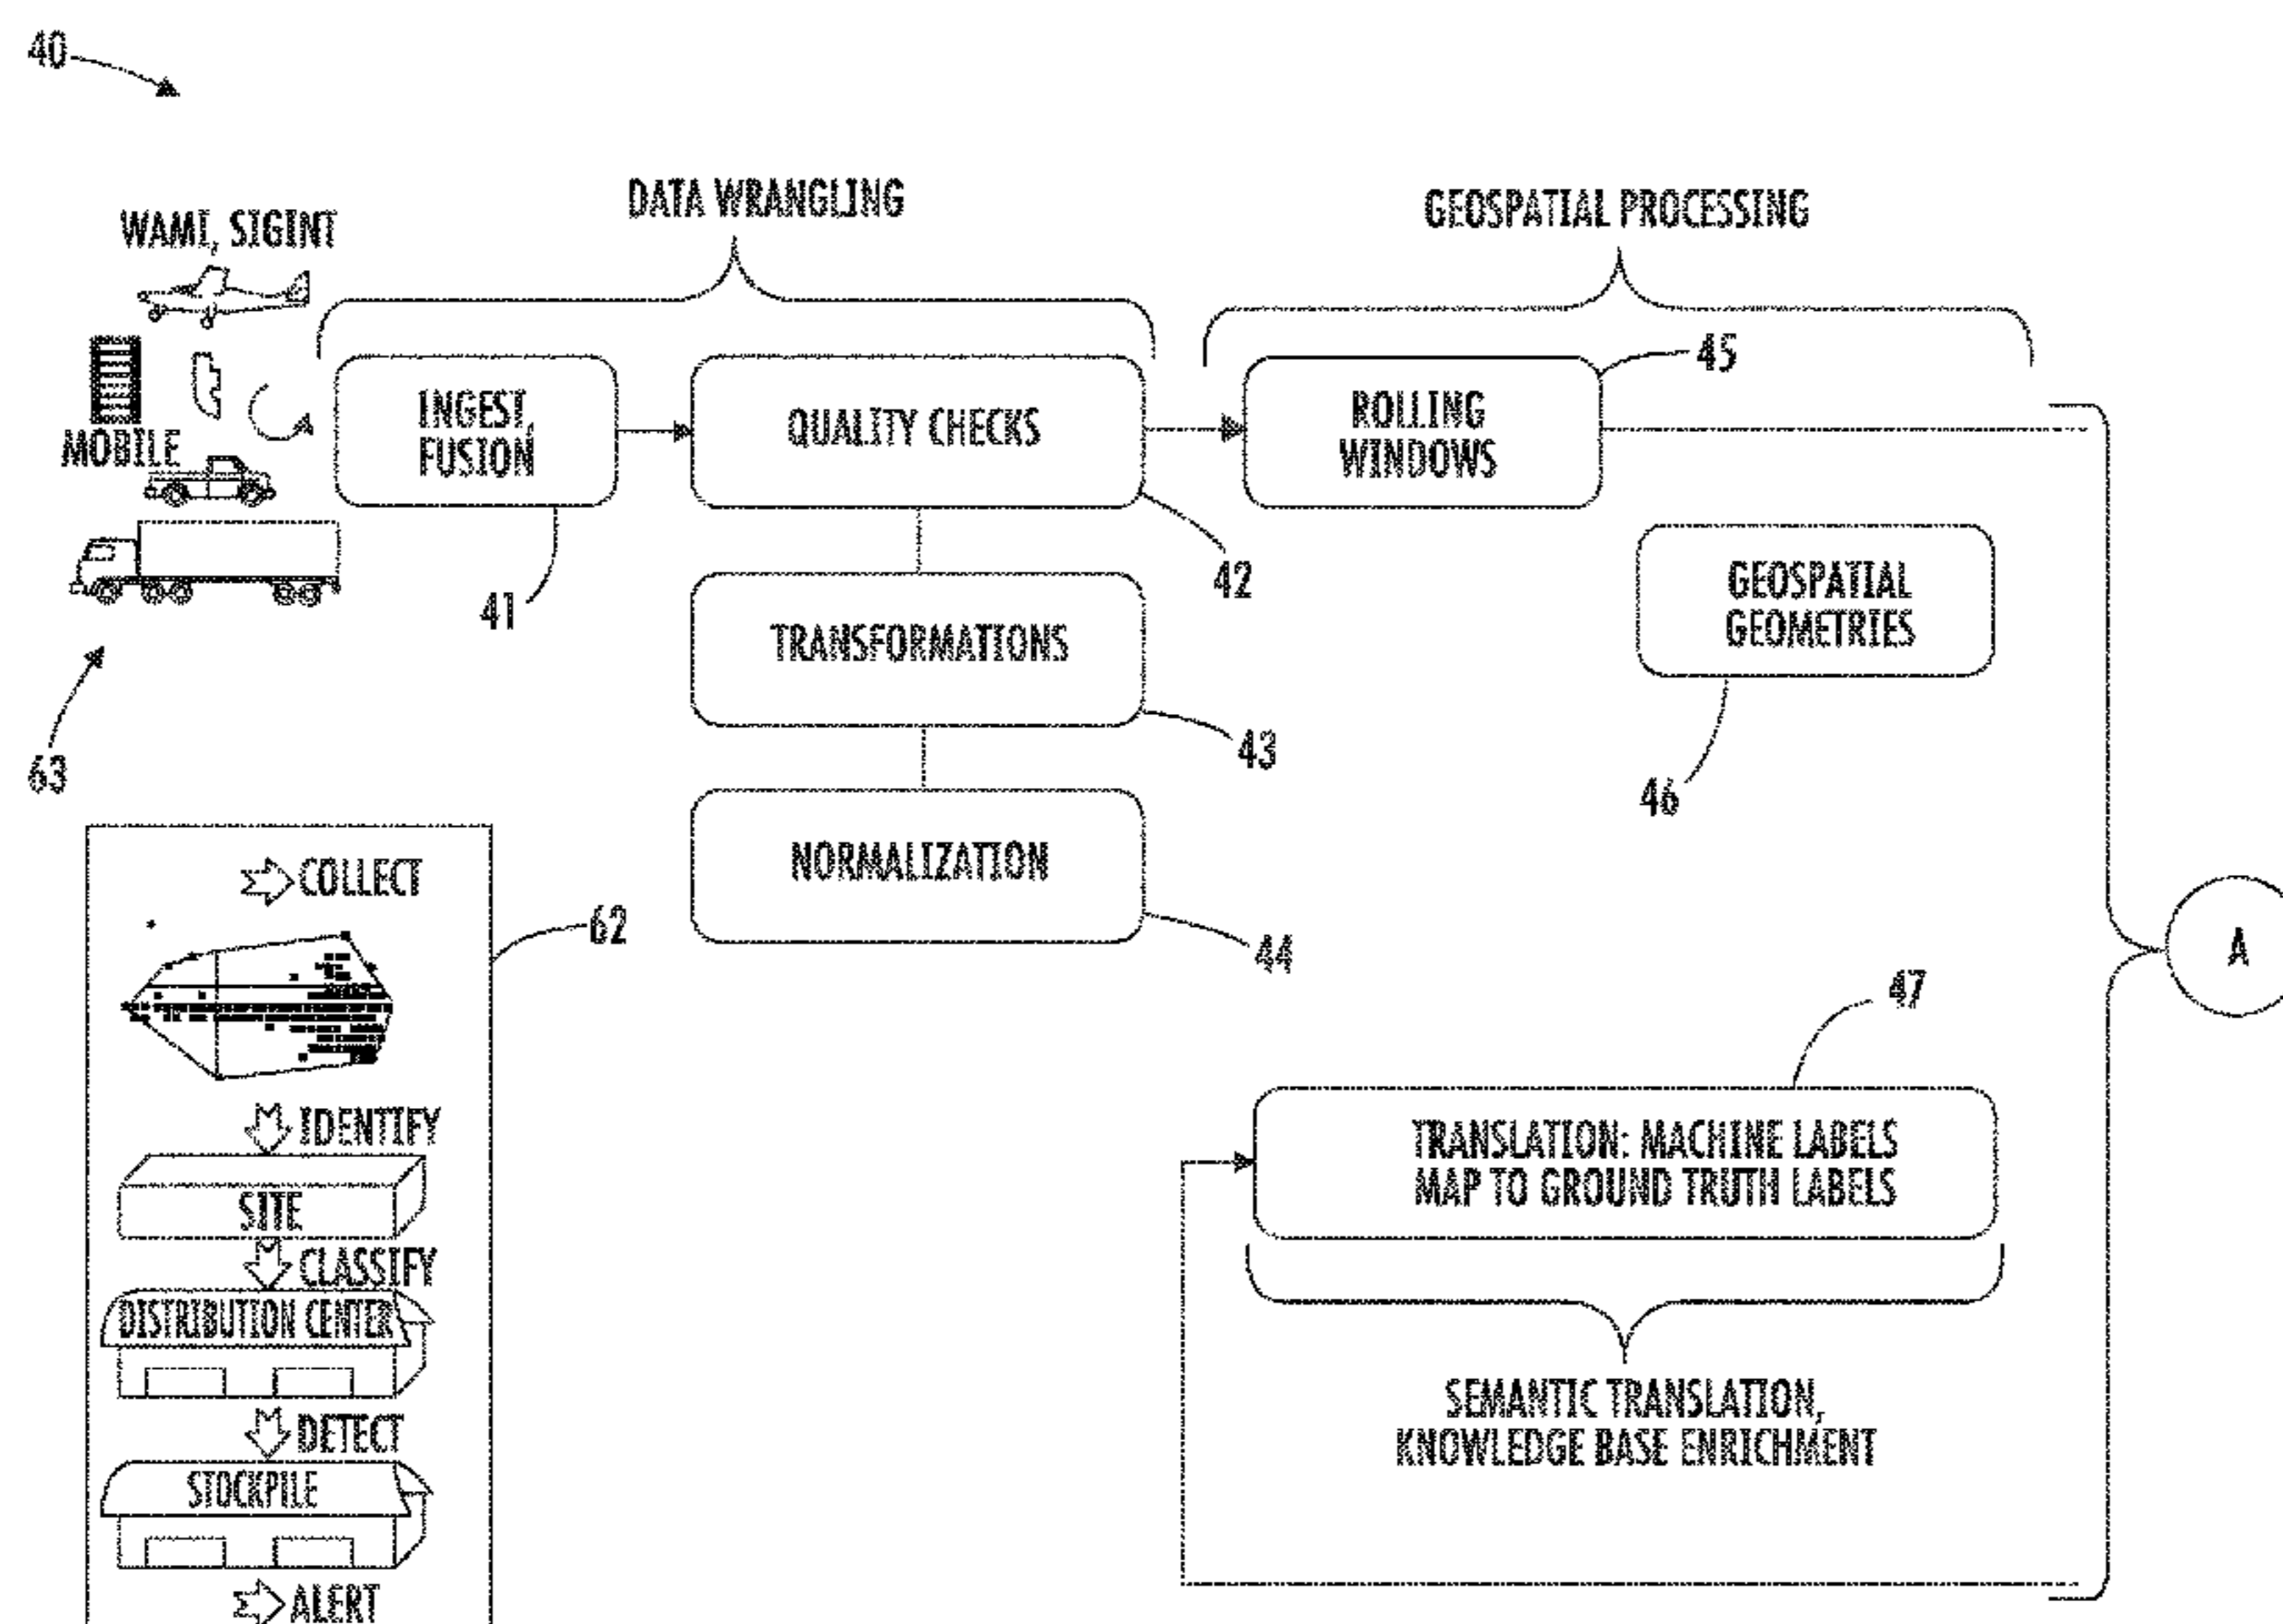 40
DATA WRANGLING
GEOSPATIAL PROCESSING
WAMI, SIGINT
MOBILE
INGEST,
FUSION
QUALITY CHECKS
ROLLING
WINDOWS
45
41
42
GEOSPATIAL
GEOMETRIES
TRANSFORMATIONS
43
46
63
NORMALIZATION
44
COLLECT
62
A
47
IDENTIFY
SITE
CLASSIFY
DISTRIBUTION CENTER
DETECT
STOCKPILE
ALERT
TRANSLATION: MACHINE LABELS
MAP TO GROUND TRUTH LABELS
SEMANTIC TRANSLATION,
KNOWLEDGE BASE ENRICHMENT